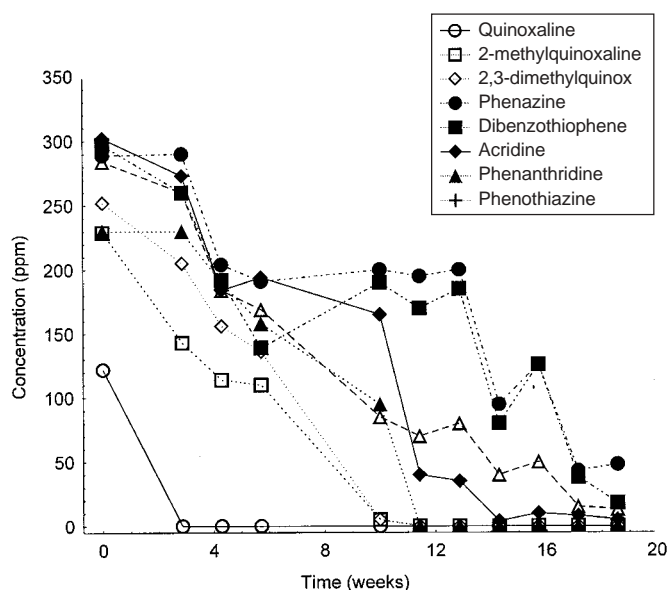 Quinoxaline
2-methylquinoxaline
2,3-dimethylquinox
Phenazine
Dibenzothiophene
Acridine
Phenanthridine
Phenothiazine
350
300
250
200
150
100
50
0
Concentration (ppm)
0
4
8
12
16
20
Time (weeks)